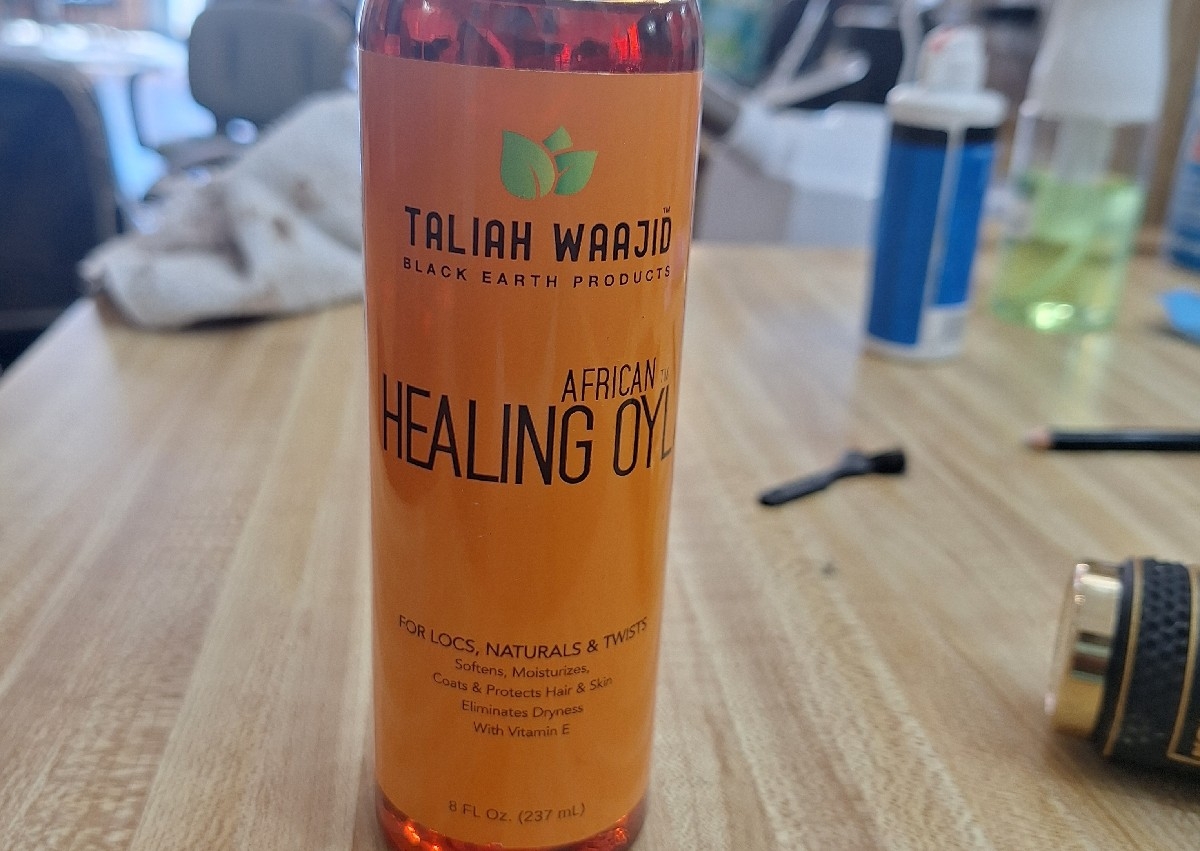 TALIAH WAAJID™
BLACK EARTH PRODUCTS
AFRICAN™
HEALING OYL
FOR LOCS, NATURALS & TWISTS
Softens, Moisturizes,
Coats & Protects Hair & Skin
Eliminates Dryness
With Vitamin E
8 FL Oz. (237 mL)